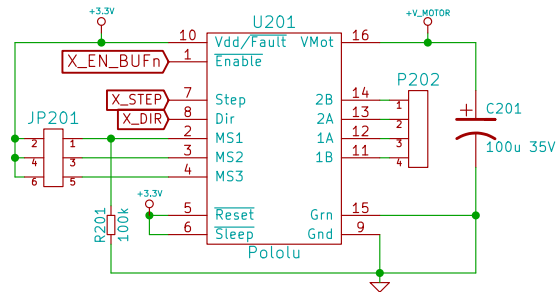 +3.3V
+V_MOTOR
U201
10 Vdd/Fault VMot 16
X_EN_BUFn 1 Enable
P202
X_STEP 7 Step 2B 14 1
X_DIR 8 Dir 2A 13 2
JP201
2 1 2 MS1 1A 12 3
4 3 3 MS2 1B 11 4
6 5 4 MS3
C201
100u 35V
+3.3V
R201
100k
5 Reset Grn 15
6 Sleep Gnd 9
Pololu